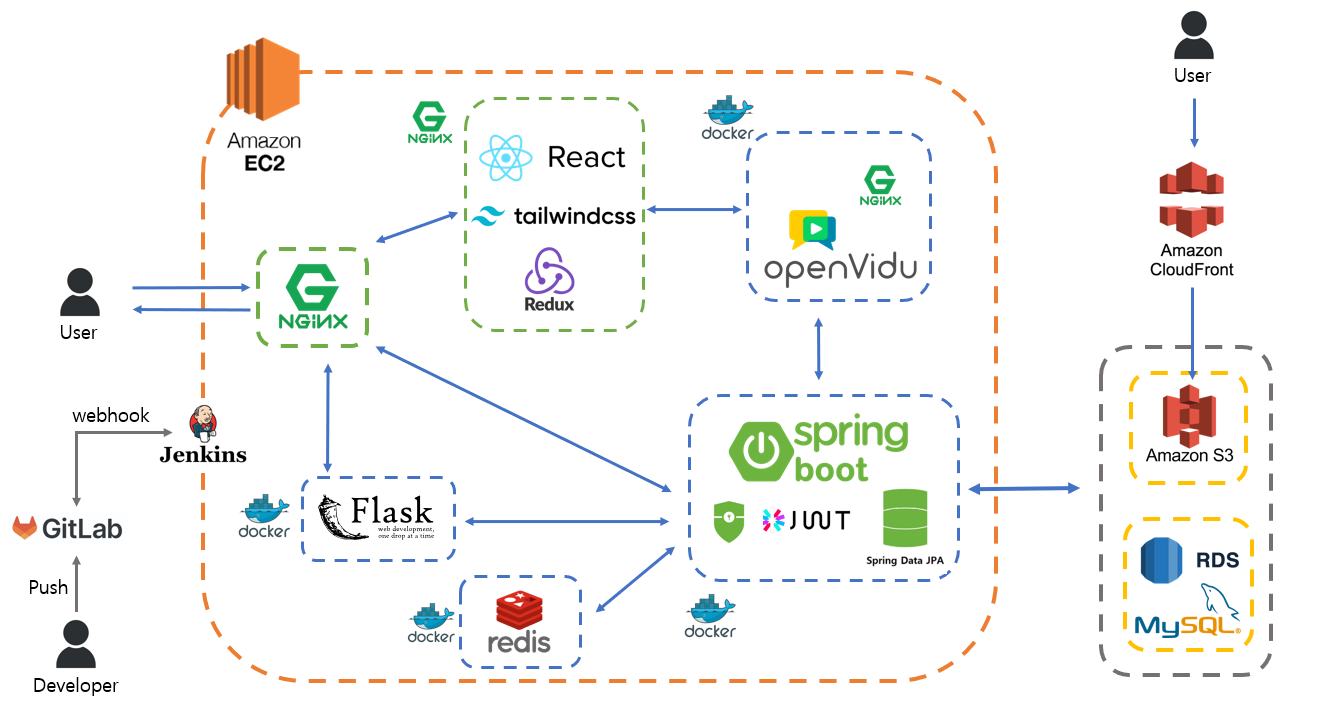 User
Amazon
EC2
NGiNX
React
tailwindcss
Redux
docker
NGiNX
openVidu
Amazon
CloudFront
User
NGiNX
webhook
Jenkins
GitLab
Push
Developer
docker
Flask
web development,
one drop at a time
docker
redis
spring
boot
JWT
Spring Data JPA
docker
Amazon S3
RDS
MySQL®